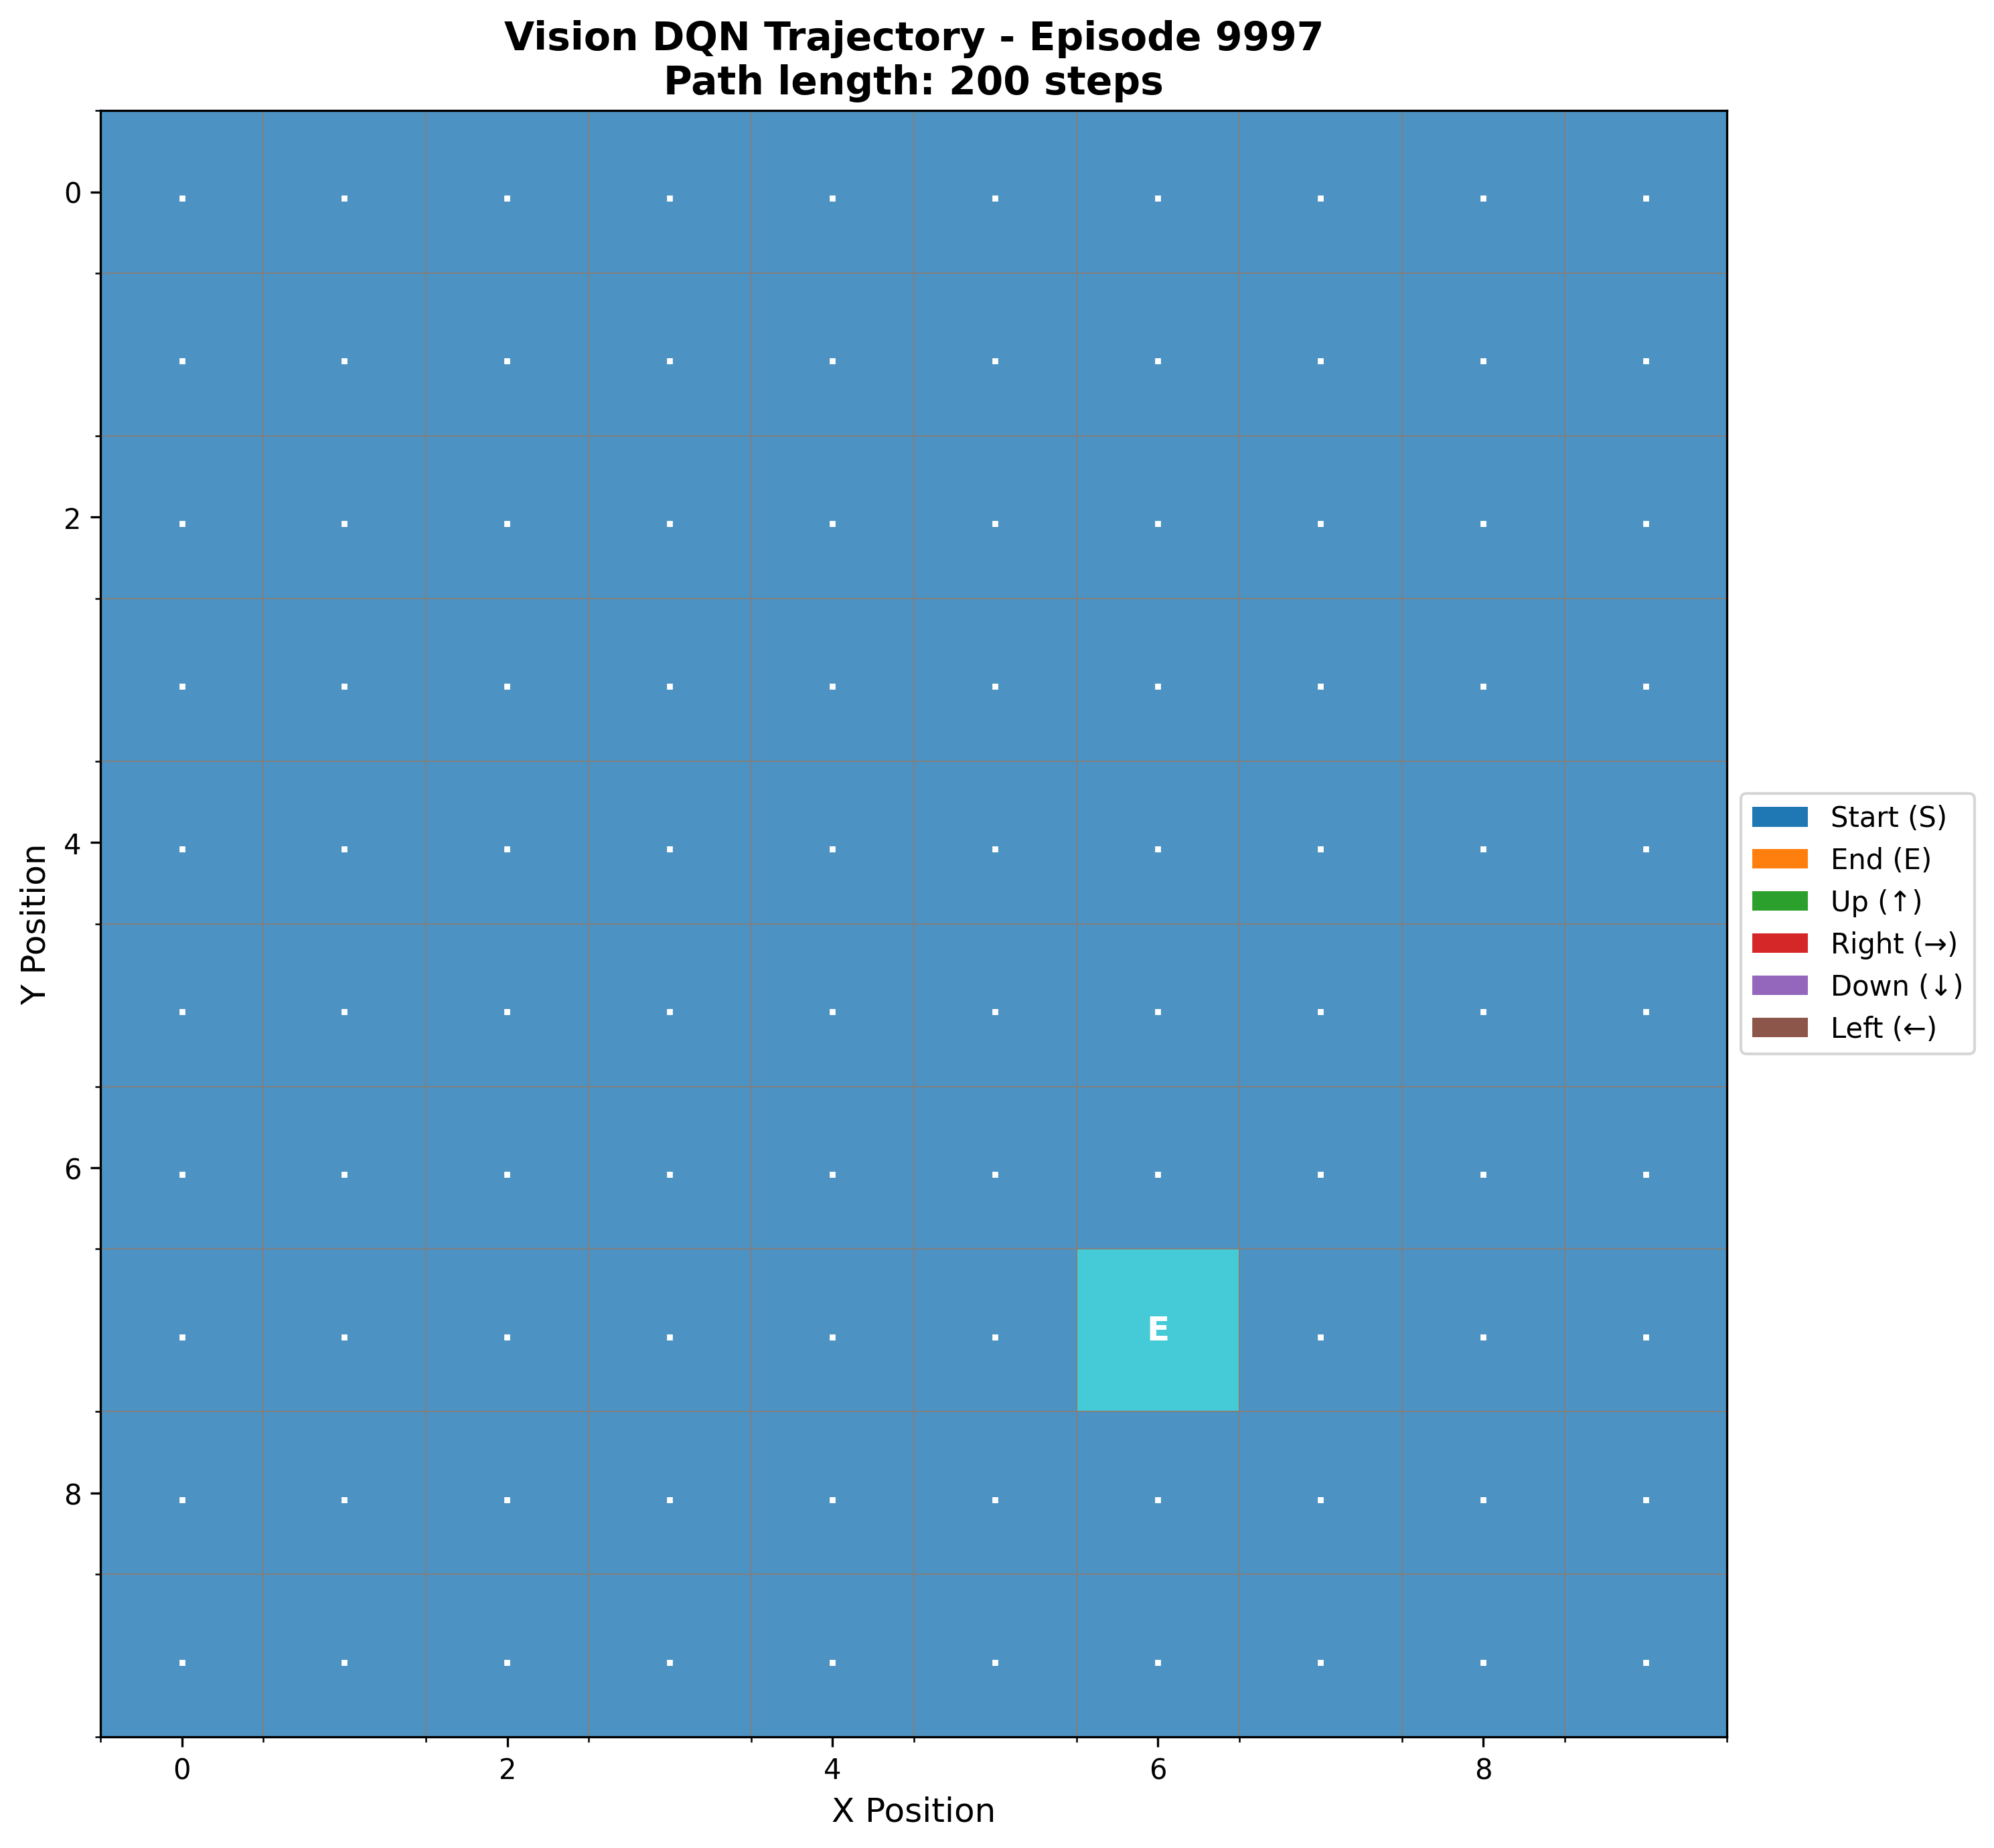 Vision DQN Trajectory - Episode 9997
Path length: 200 steps
0
2
4
6
8
Y Position
E
Start (S)
End (E)
Up (↑)
Right (→)
Down (↓)
Left (←)
0 2 4 6 8
X Position